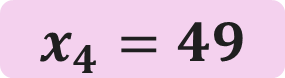 x₄ = 49